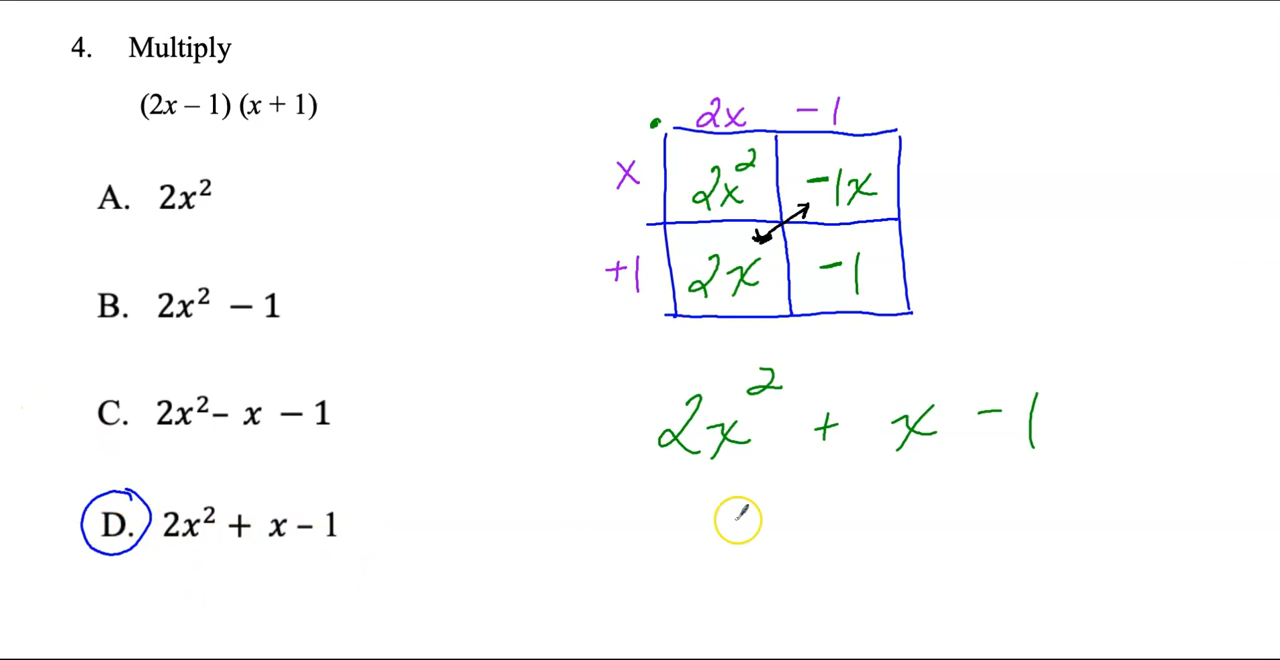 4. Multiply
(2x – 1) (x + 1)
A. 2x²
B. 2x² − 1
C. 2x²− x − 1
D. 2x² + x − 1
· 2x −1
x 2x² −1x
+1 2x −1
2x² + x −1